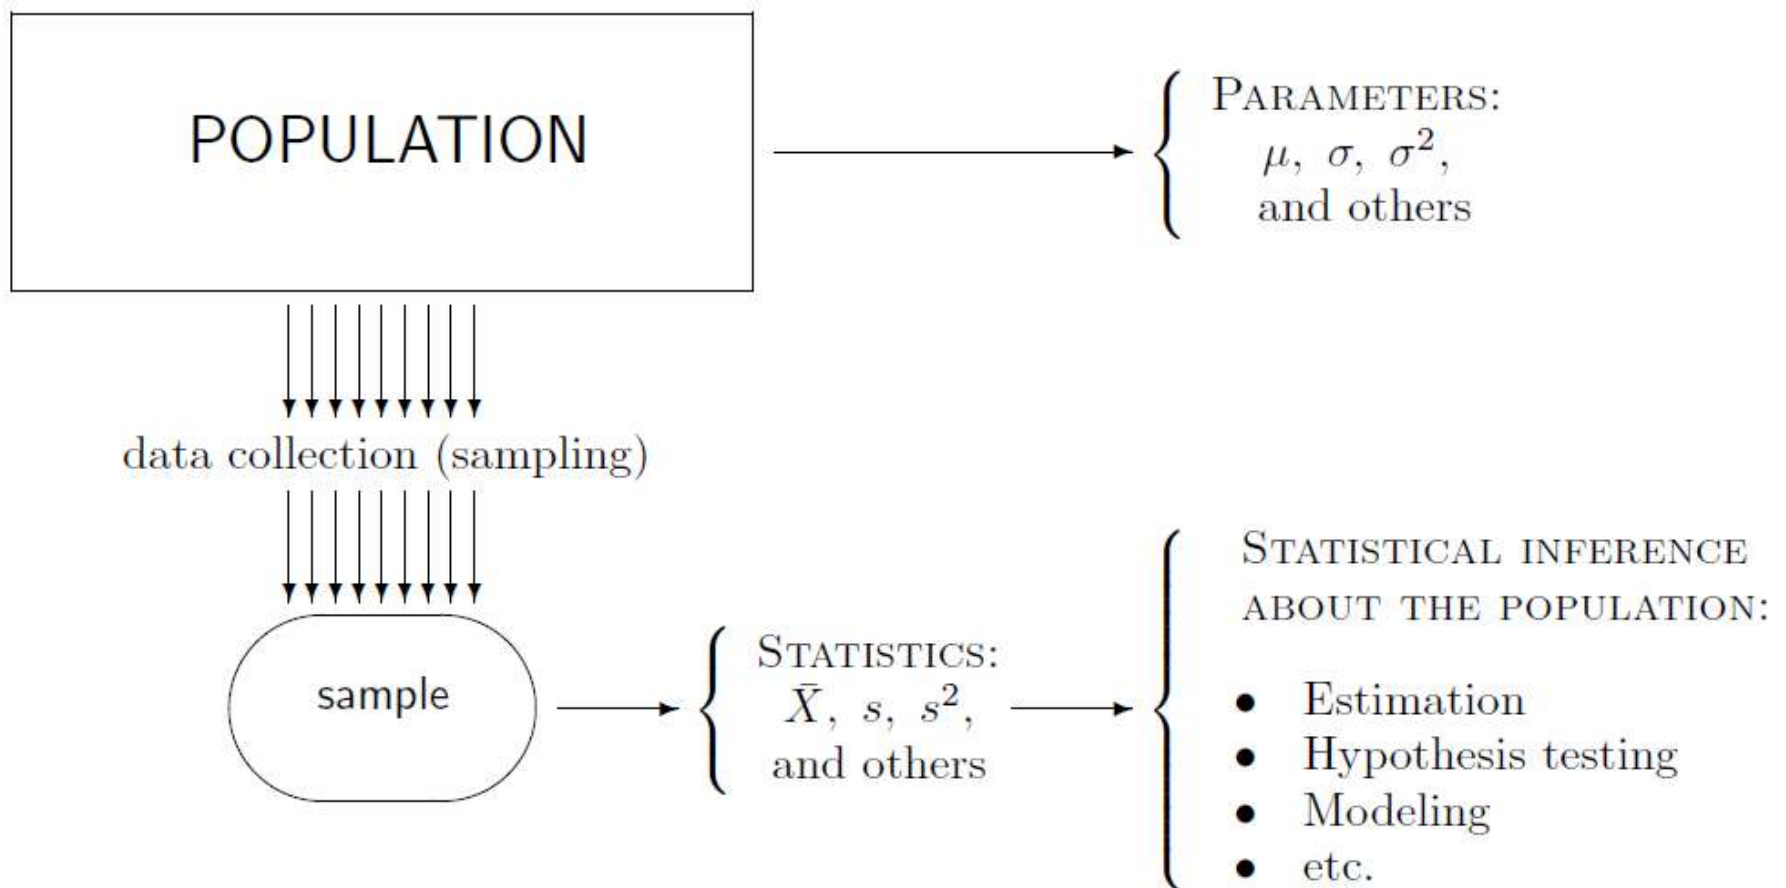 POPULATION
PARAMETERS:
μ, σ, σ²,
and others
data collection (sampling)
sample
STATISTICS:
X̄, s, s²,
and others
STATISTICAL INFERENCE
ABOUT THE POPULATION:
• Estimation
• Hypothesis testing
• Modeling
• etc.